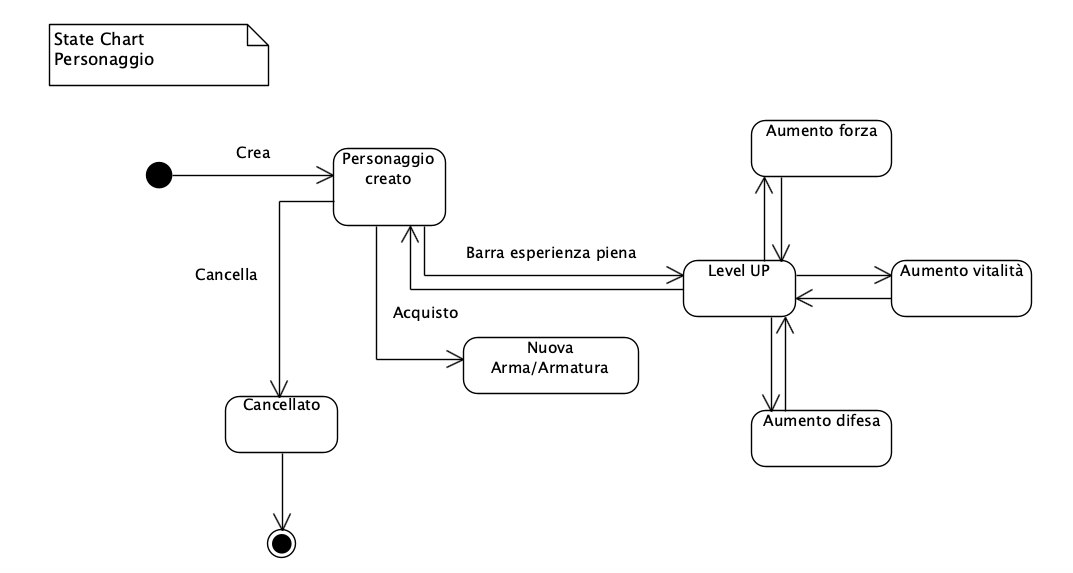 State Chart
Personaggio
Crea
Personaggio
creato
Aumento forza
Barra esperienza piena
Cancella
Level UP
Aumento vitalità
Acquisto
Nuova
Arma/Armatura
Cancellato
Aumento difesa